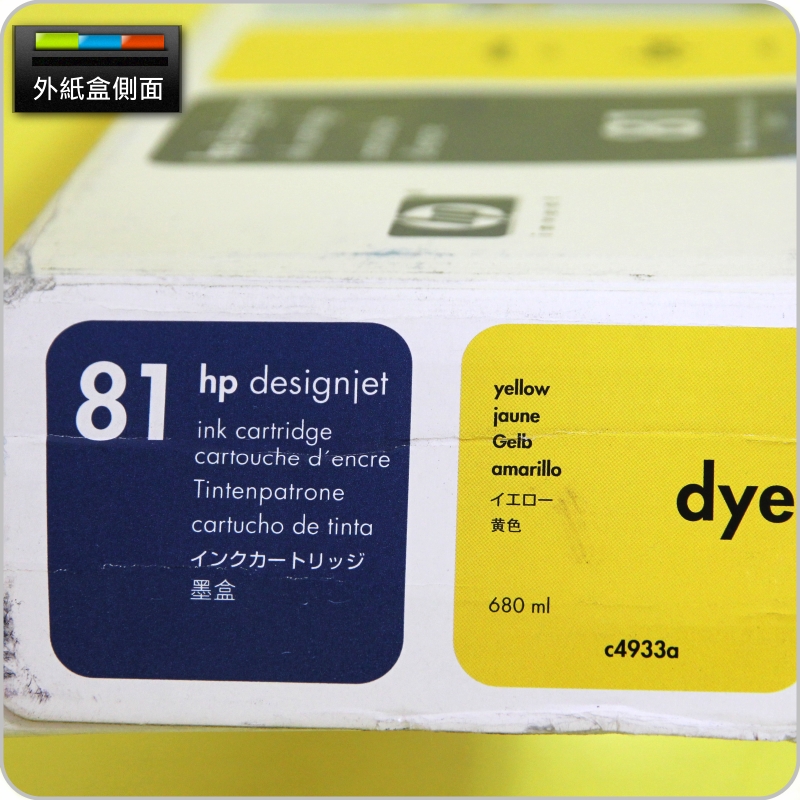 外紙盒側面
81
hp
81
hp designjet
ink cartridge
cartouche d'encre
Tintenpatrone
cartucho de tinta
インクカートリッジ
墨盒
yellow
jaune
Gelb
amarillo
イエロー
黄色
dye
680 ml
c4933a